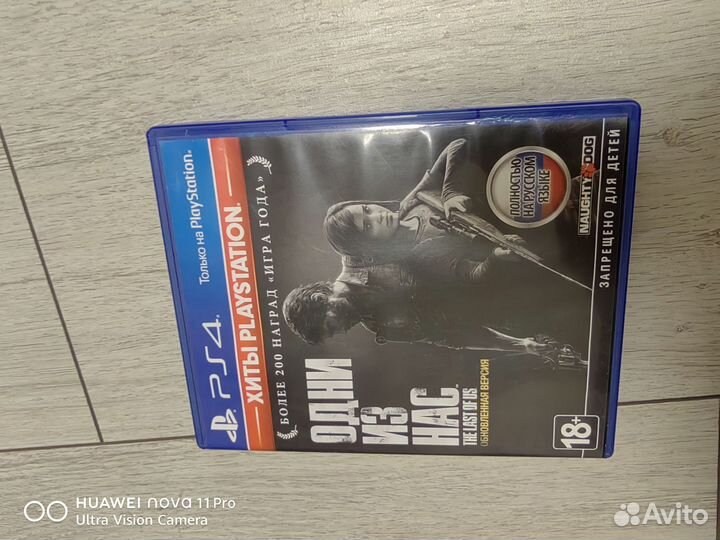 PS4
Только на PlayStation
ХИТЫ PLAYSTATION
БОЛЕЕ 200 НАГРАД «ИГРА ГОДА»
ОДНИ
ИЗ
НАС
THE LAST OF US
ОБНОВЛЕННАЯ ВЕРСИЯ
ПОЛНОСТЬЮ
НА РУССКОМ
ЯЗЫКЕ
NAUGHTY DOG
18+
ЗАПРЕЩЕНО ДЛЯ ДЕТЕЙ
HUAWEI nova 11 Pro
Ultra Vision Camera
Avito